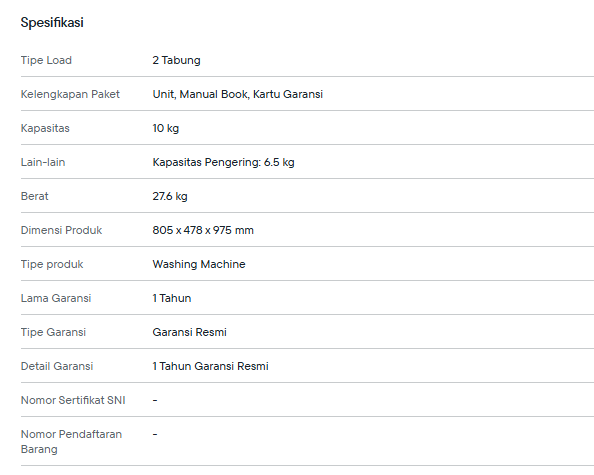 Spesifikasi
Tipe Load 2 Tabung
Kelengkapan Paket Unit, Manual Book, Kartu Garansi
Kapasitas 10 kg
Lain-lain Kapasitas Pengering: 6.5 kg
Berat 27.6 kg
Dimensi Produk 805 x 478 x 975 mm
Tipe produk Washing Machine
Lama Garansi 1 Tahun
Tipe Garansi Garansi Resmi
Detail Garansi 1 Tahun Garansi Resmi
Nomor Sertifikat SNI -
Nomor Pendaftaran -
Barang